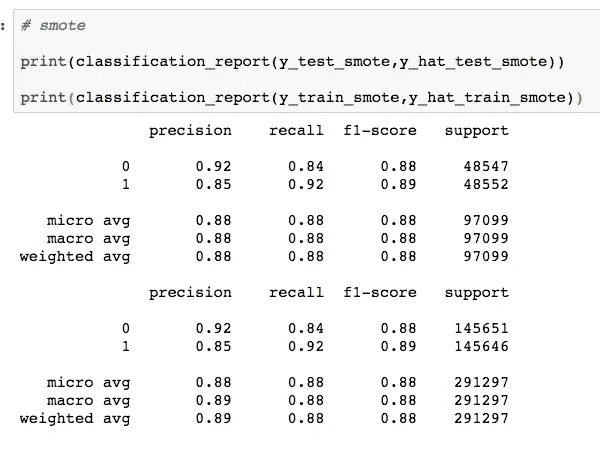 : # smote
print(classification_report(y_test_smote,y_hat_test_smote))
print(classification_report(y_train_smote,y_hat_train_smote))
precision recall f1-score support
0 0.92 0.84 0.88 48547
1 0.85 0.92 0.89 48552
micro avg 0.88 0.88 0.88 97099
macro avg 0.88 0.88 0.88 97099
weighted avg 0.88 0.88 0.88 97099
precision recall f1-score support
0 0.92 0.84 0.88 145651
1 0.85 0.92 0.89 145646
micro avg 0.88 0.88 0.88 291297
macro avg 0.89 0.88 0.88 291297
weighted avg 0.89 0.88 0.88 291297